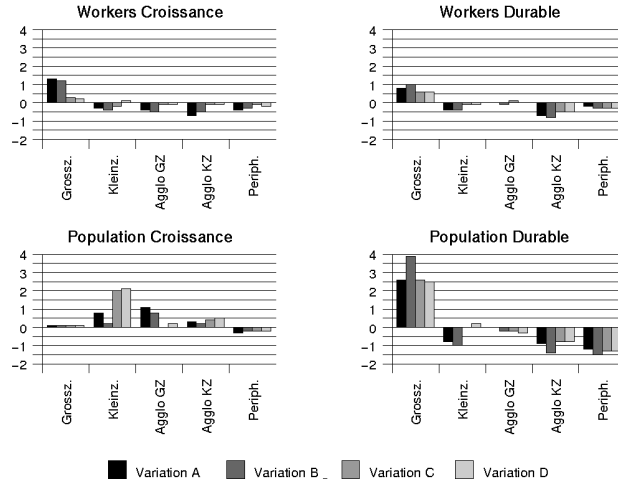 Workers Croissance
4
3
2
1
0
−1
−2
Grossz.
Kleinz.
Agglo GZ
Agglo KZ
Periph.
Workers Durable
4
3
2
1
0
−1
−2
Grossz.
Kleinz.
Agglo GZ
Agglo KZ
Periph.
Population Croissance
4
3
2
1
0
−1
−2
Grossz.
Kleinz.
Agglo GZ
Agglo KZ
Periph.
Population Durable
4
3
2
1
0
−1
−2
Grossz.
Kleinz.
Agglo GZ
Agglo KZ
Periph.
Variation A
Variation B_
Variation C
Variation D